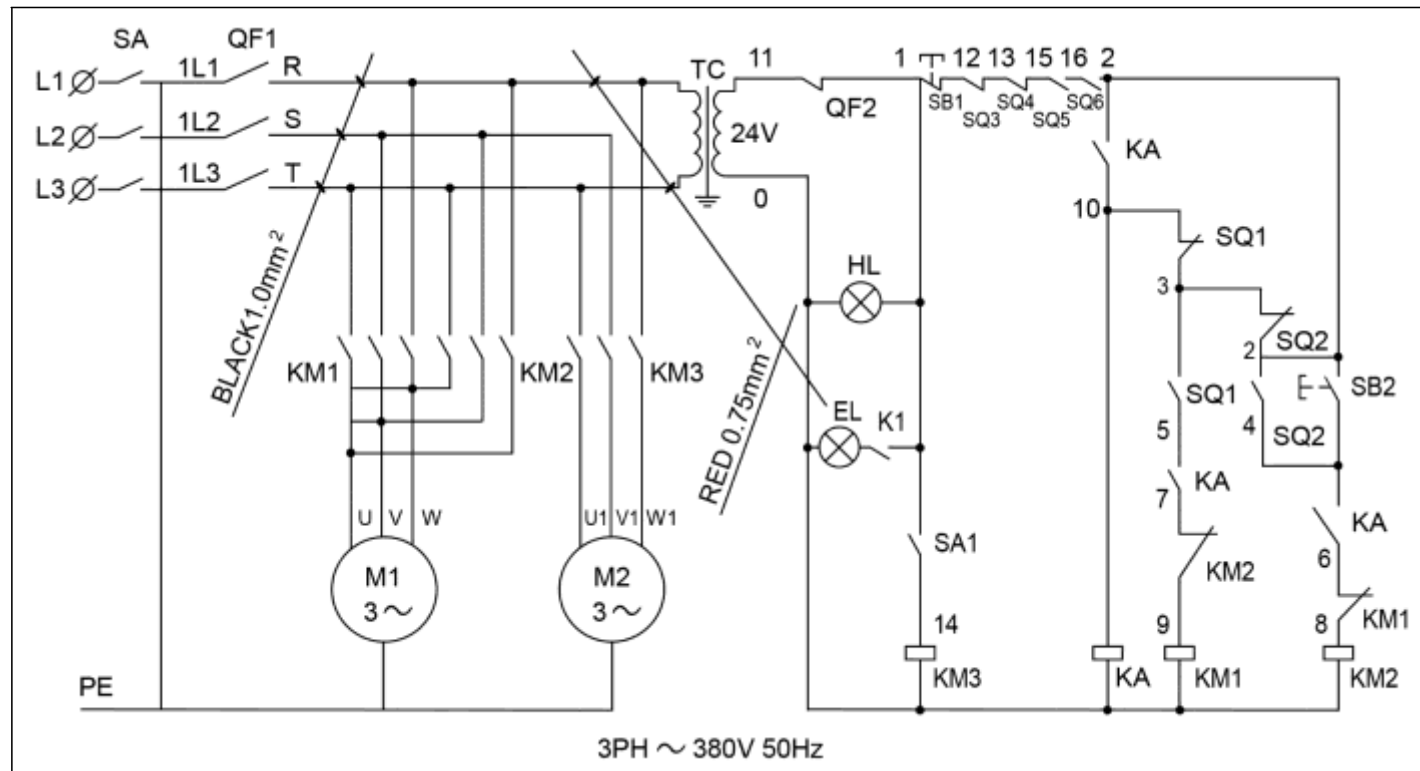 SA QF1
L1 1L1 R
L2 1L2 S
L3 1L3 T
BLACK1.0mm²
TC 11
24V
0
QF2
1 12 13 15 16 2
SB1 SQ3 SQ4 SQ5 SQ6
KA
10
SQ1
3
HL
SQ2
2
KM1 KM2 KM3
RED 0.75mm²
EL K1
SQ1
SB2
5 4
SQ2
7 KA
KA
U V W U1 V1 W1
M1
3～
M2
3～
SA1
6
KM2
KM1
14 9 8
KM3 KA KM1 KM2
PE
3PH ～ 380V 50Hz